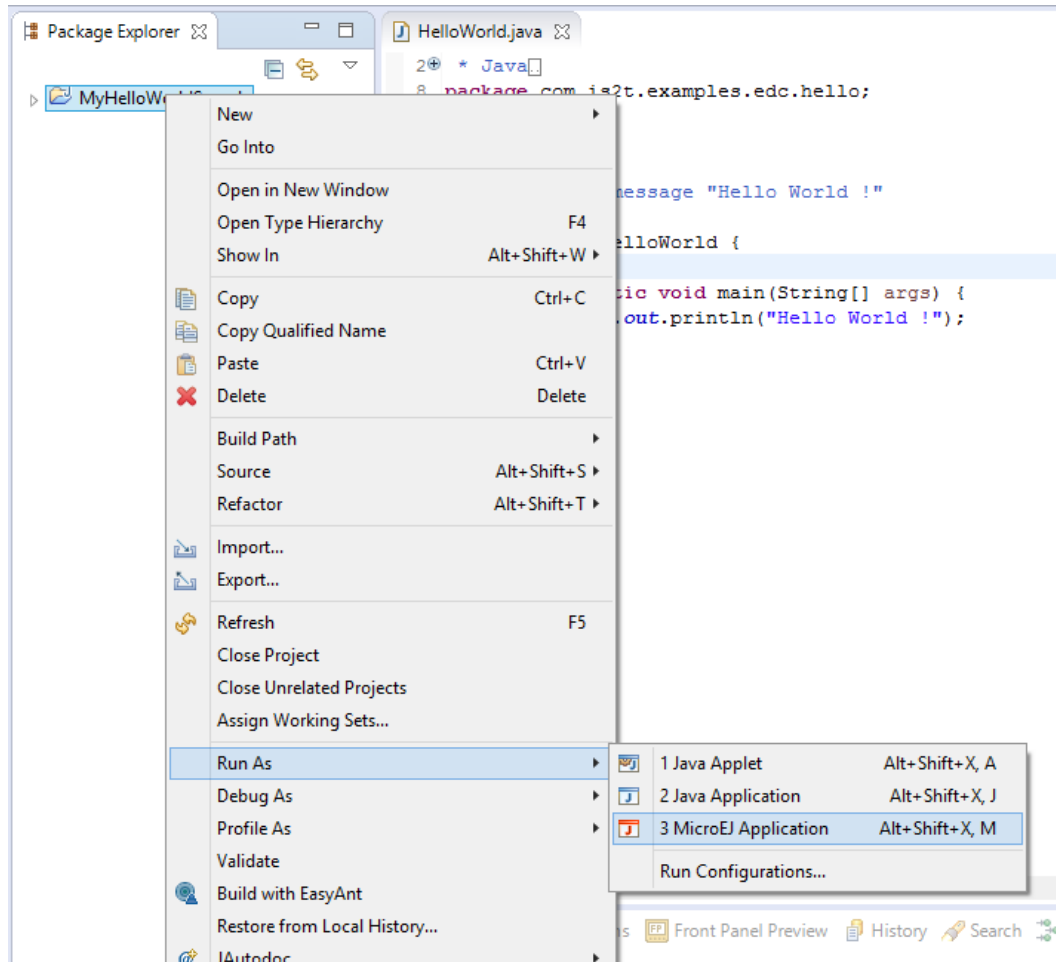 Package Explorer
HelloWorld.java
2 * Java
MyHelloW
8 package com.is2t.examples.edc.hello;
New
Go Into
Open in New Window
message "Hello World !"
Open Type Hierarchy F4
elloWorld {
Show In Alt+Shift+W
Copy Ctrl+C
tic void main(String[] args) {
.out.println("Hello World !");
Copy Qualified Name
Paste Ctrl+V
Delete Delete
Build Path
Source Alt+Shift+S
Refactor Alt+Shift+T
Import...
Export...
Refresh F5
Close Project
Close Unrelated Projects
Assign Working Sets...
Run As
1 Java Applet Alt+Shift+X, A
Debug As
2 Java Application Alt+Shift+X, J
Profile As
3 MicroEJ Application Alt+Shift+X, M
Validate
Run Configurations...
Build with EasyAnt
Restore from Local History...
ns Front Panel Preview History Search
JAutodoc